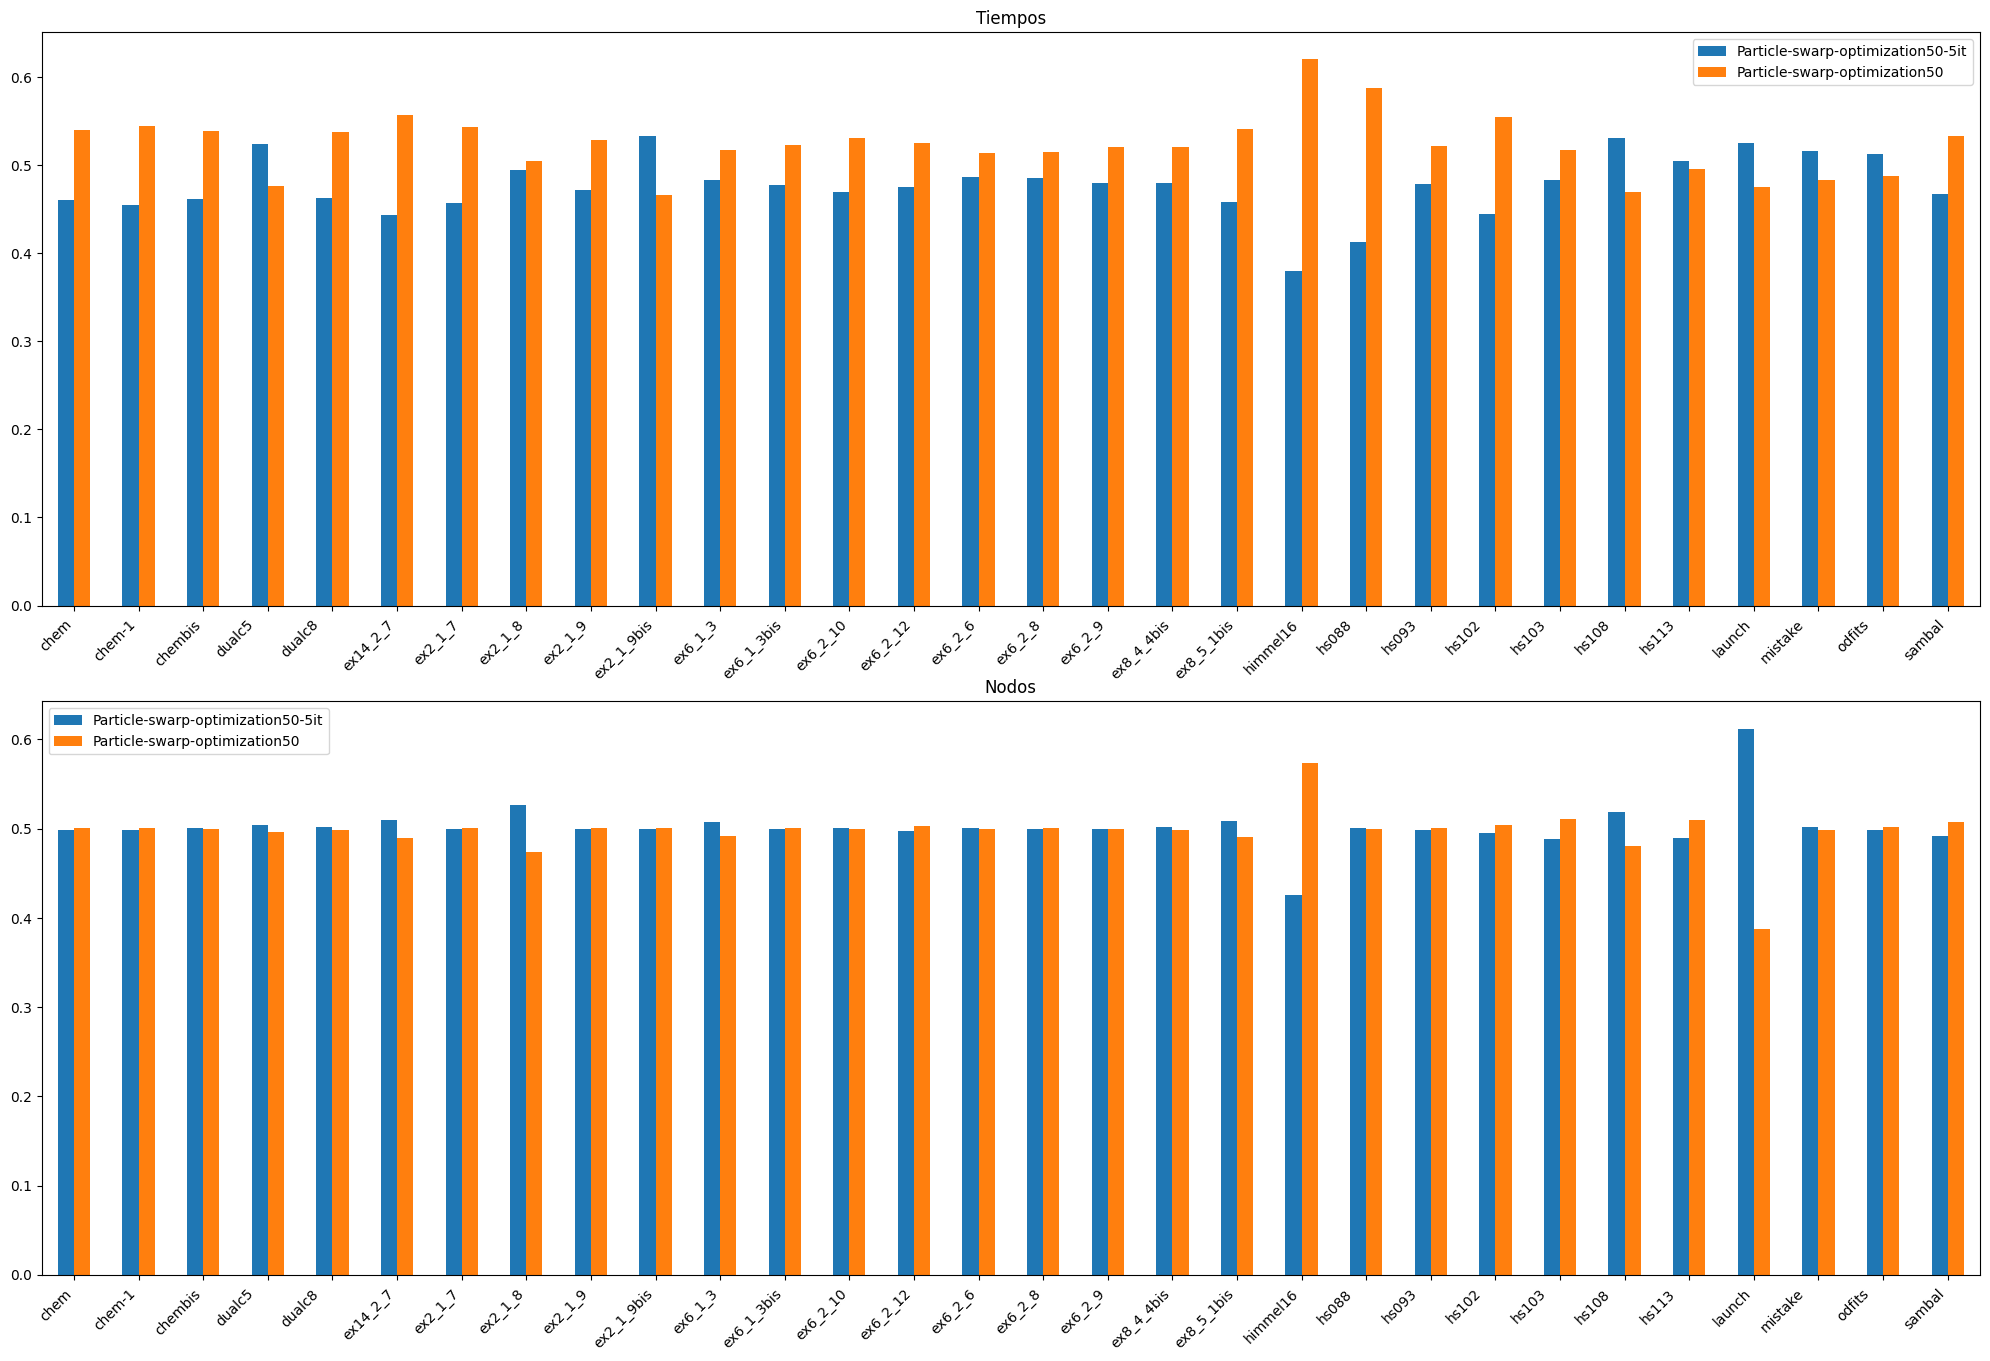 Tiempos
Particle-swarp-optimization50-5it
Particle-swarp-optimization50
0.6
0.5
0.4
0.3
0.2
0.1
0.0
chem
chem-1
chembis
dualc5
dualc8
ex14_2_7
ex2_1_7
ex2_1_8
ex2_1_9
ex2_1_9bis
ex6_1_3
ex6_1_3bis
ex6_2_10
ex6_2_12
ex6_2_6
ex6_2_8
ex6_2_9
ex8_4_4bis
ex8_5_1bis
himmel16
hs088
hs093
hs102
hs103
hs108
hs113
launch
mistake
odfits
sambal
Nodos
Particle-swarp-optimization50-5it
Particle-swarp-optimization50
0.6
0.5
0.4
0.3
0.2
0.1
0.0
chem
chem-1
chembis
dualc5
dualc8
ex14_2_7
ex2_1_7
ex2_1_8
ex2_1_9
ex2_1_9bis
ex6_1_3
ex6_1_3bis
ex6_2_10
ex6_2_12
ex6_2_6
ex6_2_8
ex6_2_9
ex8_4_4bis
ex8_5_1bis
himmel16
hs088
hs093
hs102
hs103
hs108
hs113
launch
mistake
odfits
sambal